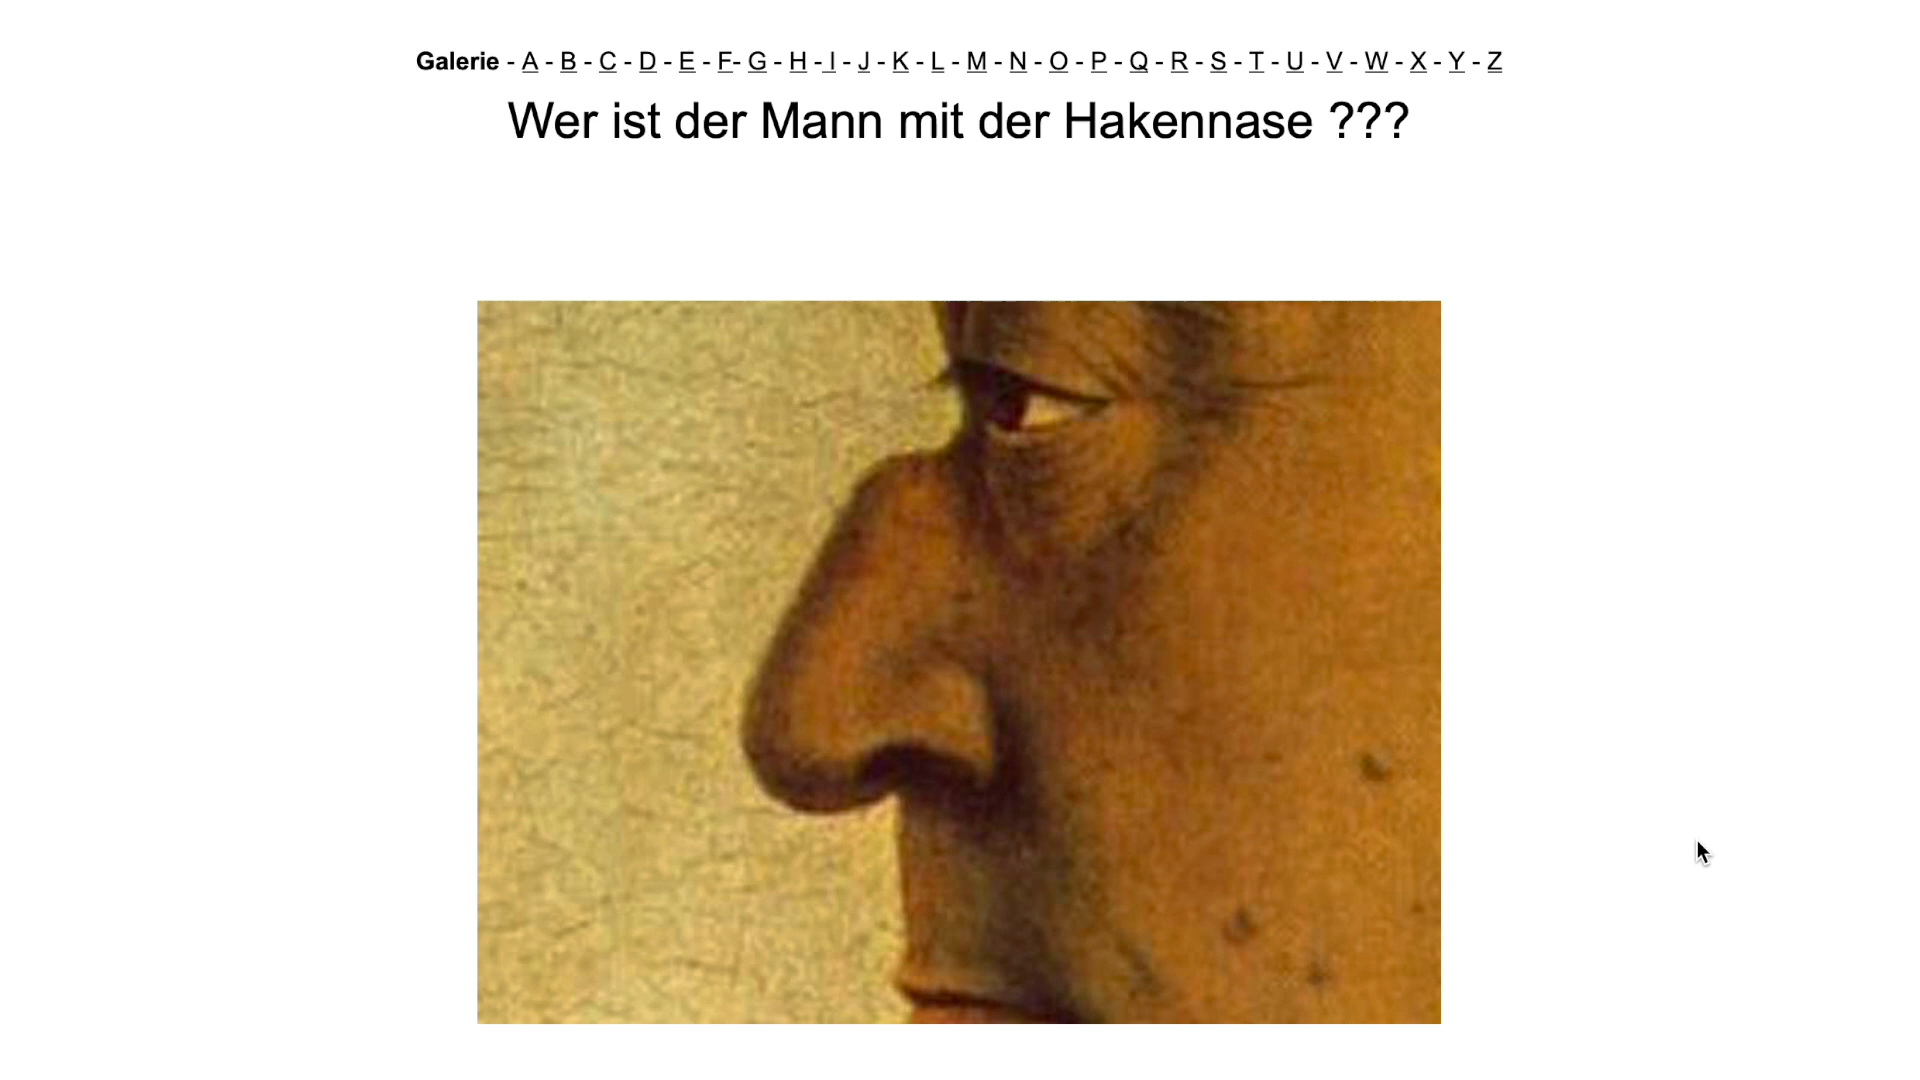 Galerie - A - B - C - D - E - F- G - H - I - J - K - L - M - N - O - P - Q - R - S - T - U - V - W - X - Y - Z
Wer ist der Mann mit der Hakennase ???